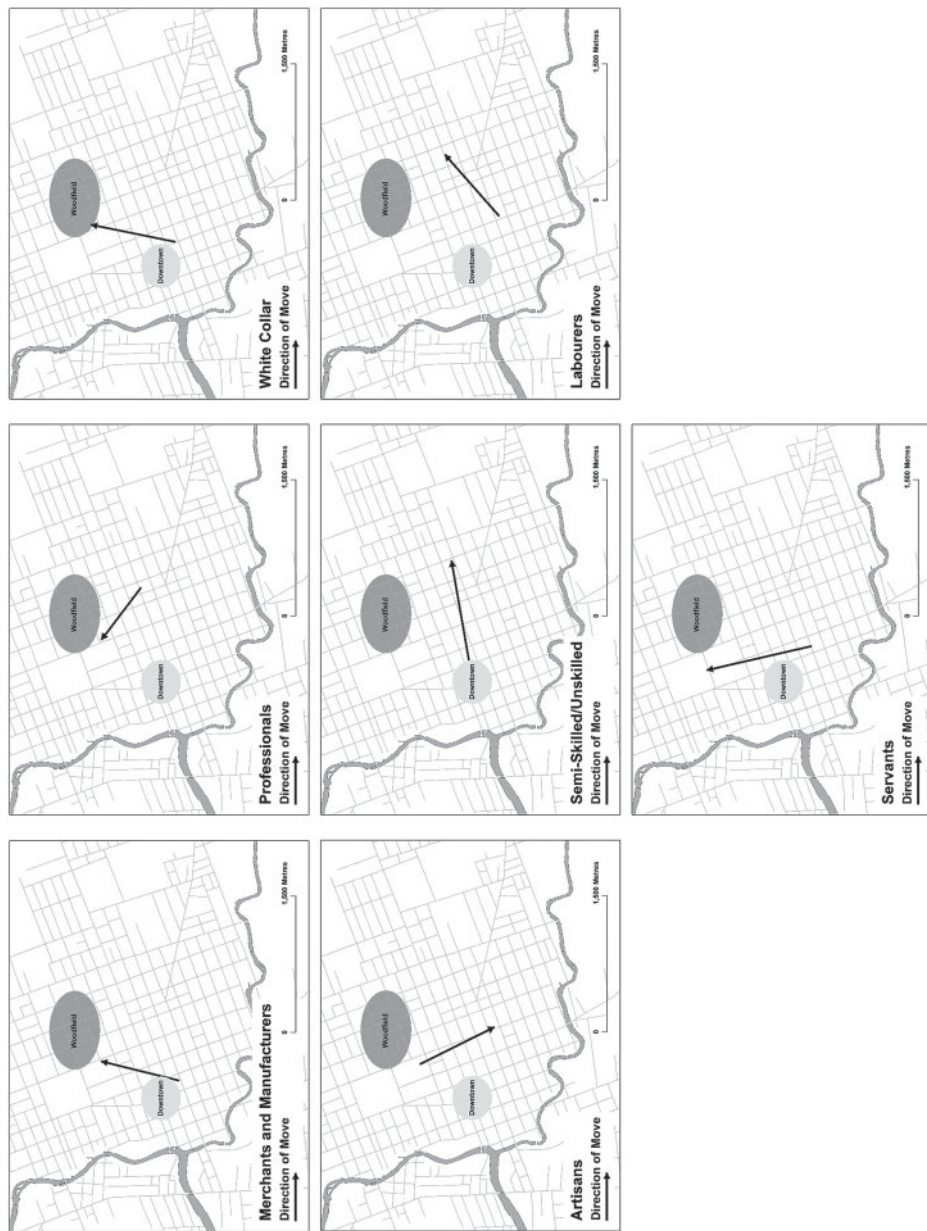 Woodfield
Downtown
Merchants and Manufacturers
Direction of Move
0
1,500 Metres
Woodfield
Downtown
Professionals
Direction of Move
0
1,500 Metres
Woodfield
Downtown
White Collar
Direction of Move
0
1,500 Metres
Woodfield
Downtown
Artisans
Direction of Move
0
1,500 Metres
Woodfield
Downtown
Semi-Skilled/Unskilled
Direction of Move
0
1,500 Metres
Woodfield
Downtown
Labourers
Direction of Move
0
1,500 Metres
Woodfield
Downtown
Servants
Direction of Move
0
1,500 Metres